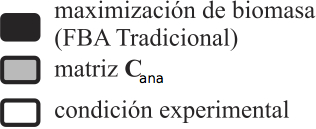 maximización de biomasa
(FBA Tradicional)
matriz Cana
condición experimental